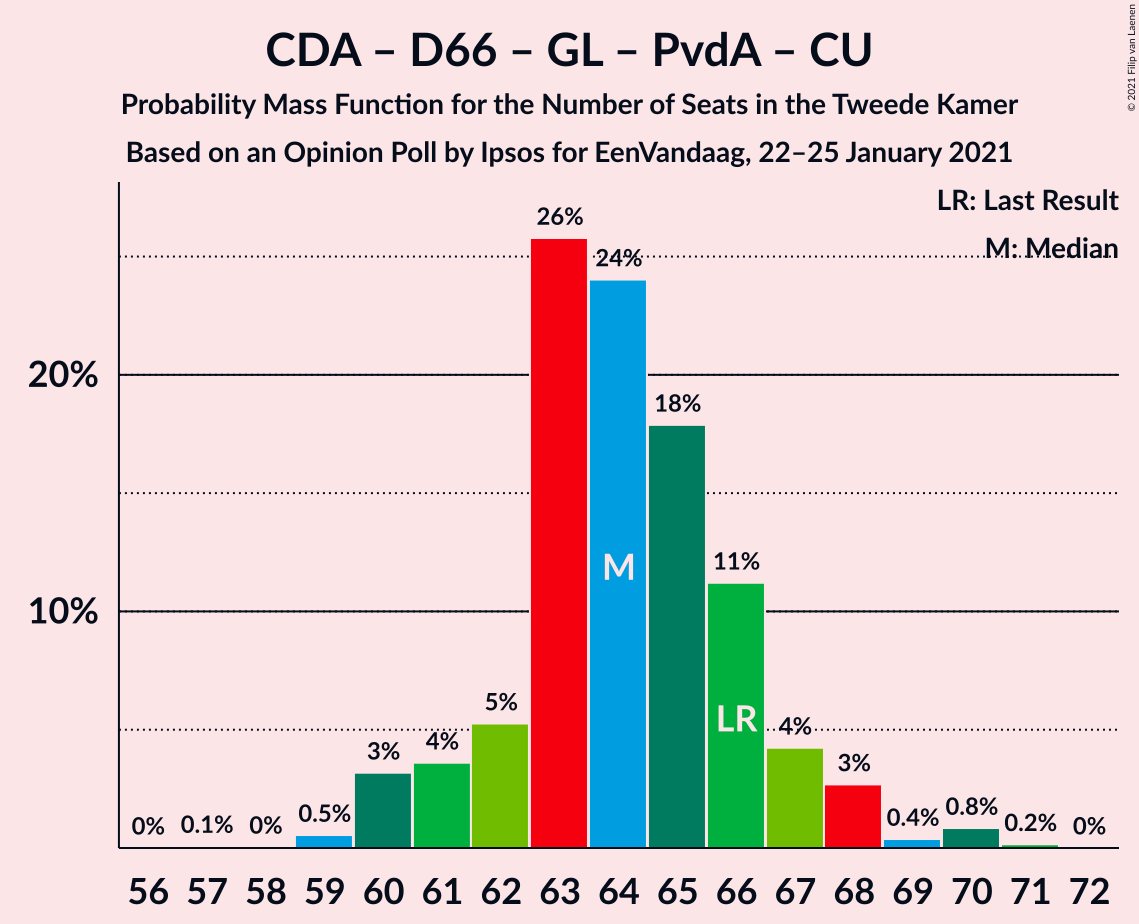 CDA – D66 – GL – PvdA – CU
Probability Mass Function for the Number of Seats in the Tweede Kamer
Based on an Opinion Poll by Ipsos for EenVandaag, 22–25 January 2021
© 2021 Filip van Laenen
LR: Last Result
M: Median
20%
10%
0% 0.1% 0% 0.5% 3% 4% 5% 26% 24% 18% 11% 4% 3% 0.4% 0.8% 0.2% 0%
M
LR
56 57 58 59 60 61 62 63 64 65 66 67 68 69 70 71 72